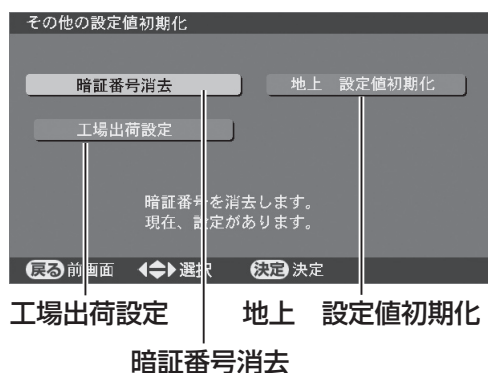 その他の設定値初期化
暗証番号消去
地上　設定値初期化
工場出荷設定
暗証番号を消去します。
現在、設定があります。
戻る 前画面 選択 決定 決定
工場出荷設定
地上　設定値初期化
暗証番号消去